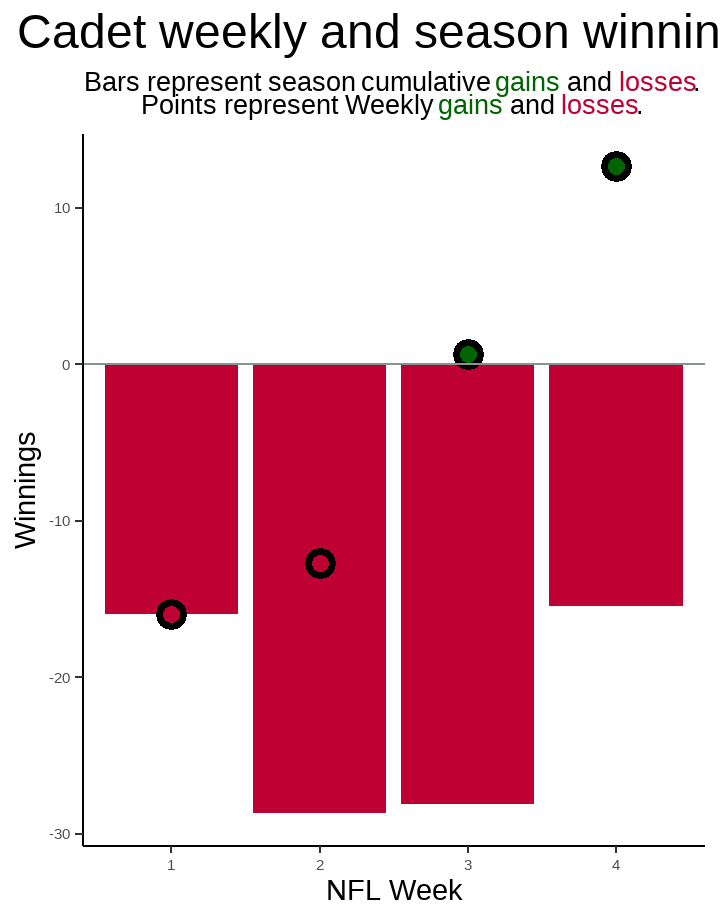 Cadet weekly and season winnin
Bars represent season cumulative gains and losses.
Points represent Weekly gains and losses.
10
0
-10
-20
-30
Winnings
1 2 3 4
NFL Week